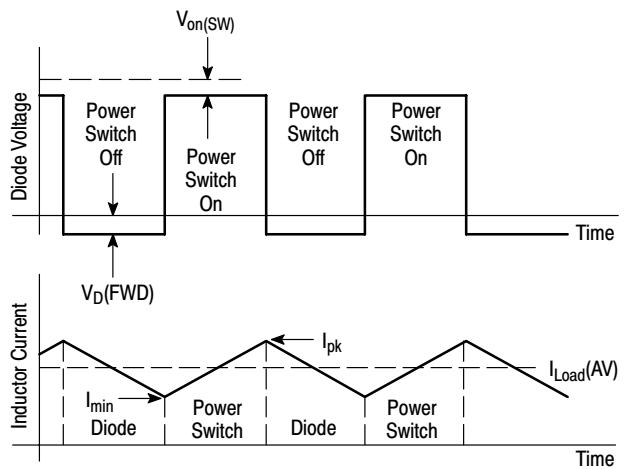 Von(SW)
Diode Voltage
Power
Switch
Off
Power
Switch
On
Power
Switch
Off
Power
Switch
On
Time
VD(FWD)
Inductor Current
Ipk
ILoad(AV)
Imin
Diode
Power
Switch
Diode
Power
Switch
Time